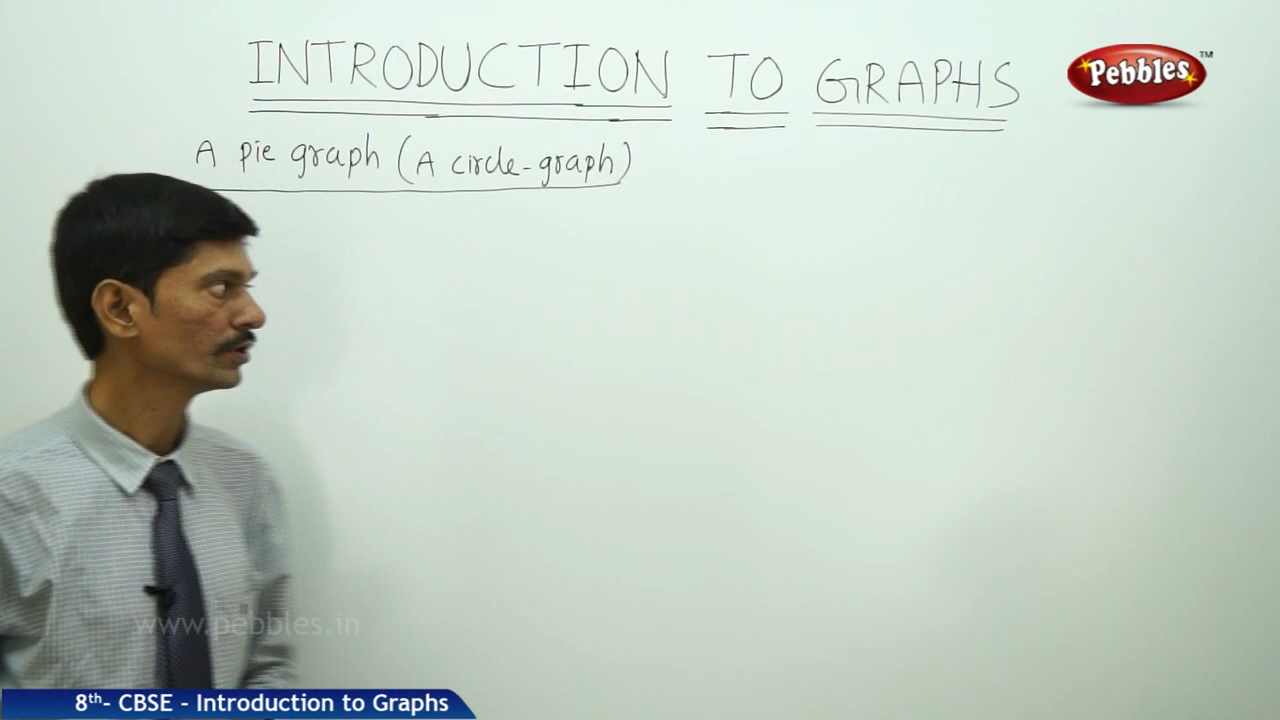 INTRODUCTION TO GRAPHS
Pebbles™
A pie graph (A circle-graph)
www.pebbles.in
8th- CBSE - Introduction to Graphs